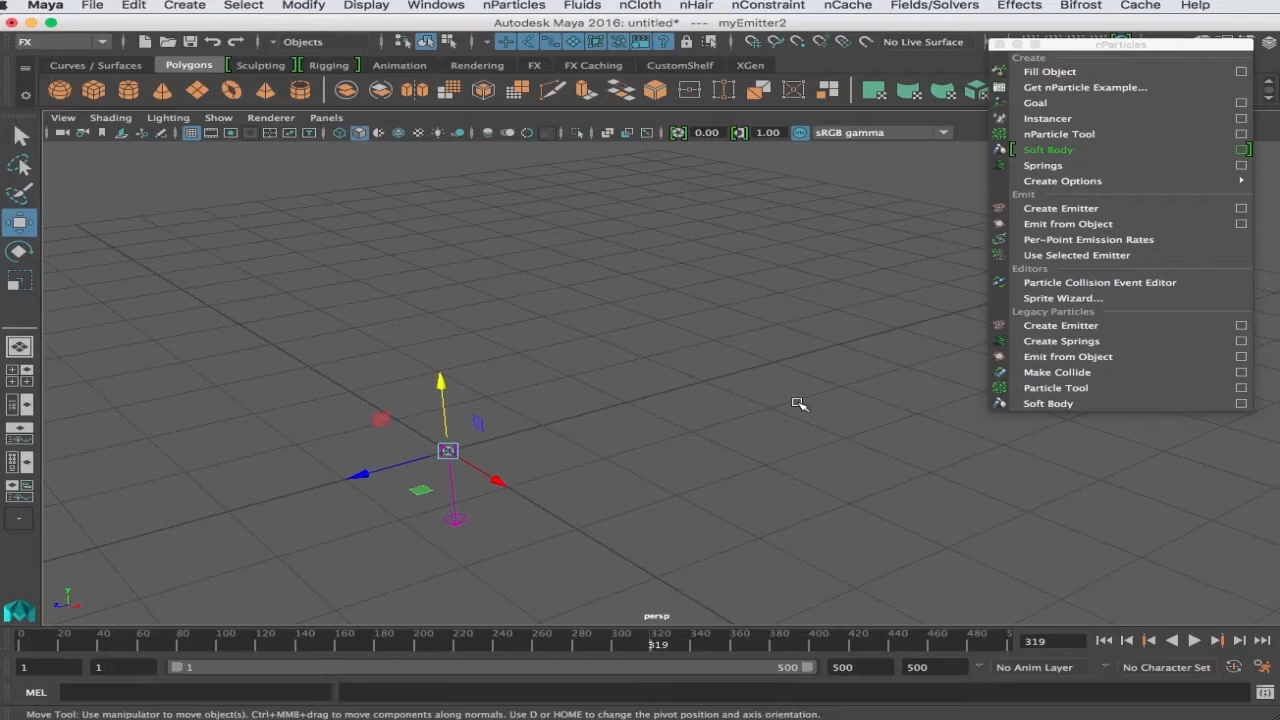 Maya File Edit Create Select Modify Display Windows nParticles Fluids nCloth nHair nConstraint nCache Fields/Solvers Effects Bifrost Cache Help
Autodesk Maya 2016: untitled* --- myEmitter2
FX Objects No Live Surface
nParticles
Curves / Surfaces Polygons Sculpting Rigging Animation Rendering FX FX Caching CustomShelf XGen
View Shading Lighting Show Renderer Panels
0.00 1.00 sRGB gamma
Create
Fill Object
Get nParticle Example...
Goal
Instancer
nParticle Tool
Soft Body
Springs
Create Options
Emit
Create Emitter
Emit from Object
Per-Point Emission Rates
Use Selected Emitter
Editors
Particle Collision Event Editor
Sprite Wizard...
Legacy Particles
Create Emitter
Create Springs
Emit from Object
Make Collide
Particle Tool
Soft Body
Y
Z X
persp
0 20 40 60 80 100 120 140 160 180 200 220 240 260 280 300 320 340 360 380 400 420 440 460 480 5
319 319
1 1 1 500 500 500 No Anim Layer No Character Set
MEL
Move Tool: Use manipulator to move object(s). Ctrl+MMB+drag to move components along normals. Use D or HOME to change the pivot position and axis orientation.